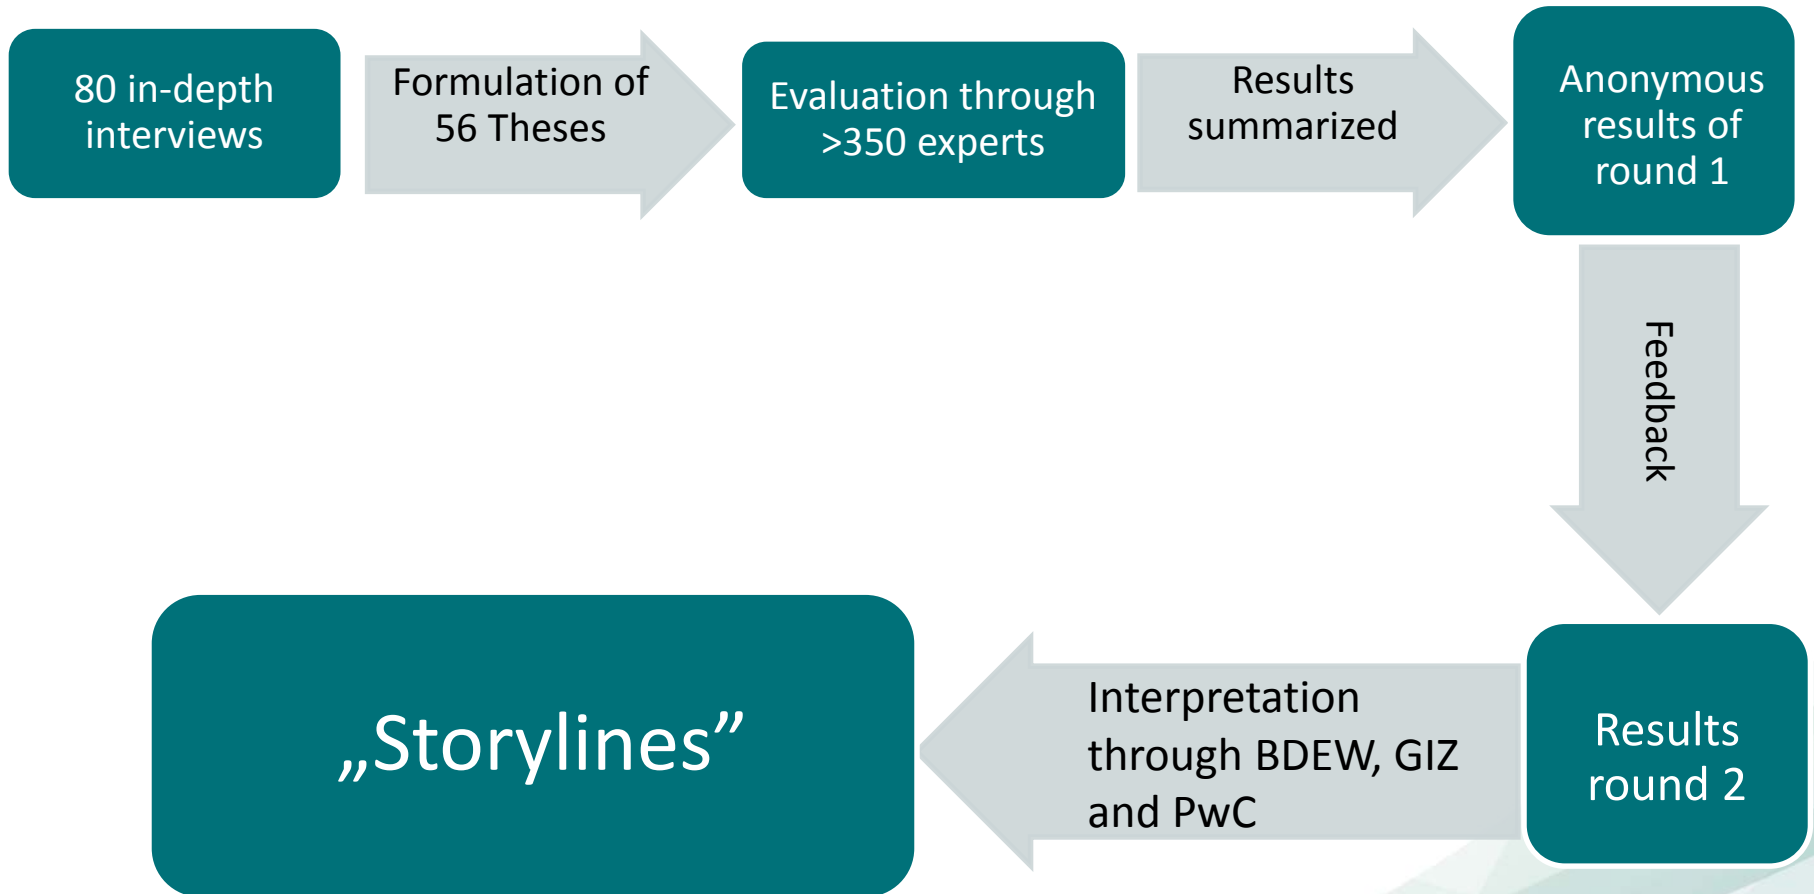 80 in-depth
interviews
Formulation of
56 Theses
Evaluation through
>350 experts
Results
summarized
Anonymous
results of
round 1
Feedback
Results
round 2
Interpretation
through BDEW, GIZ
and PwC
„Storylines”